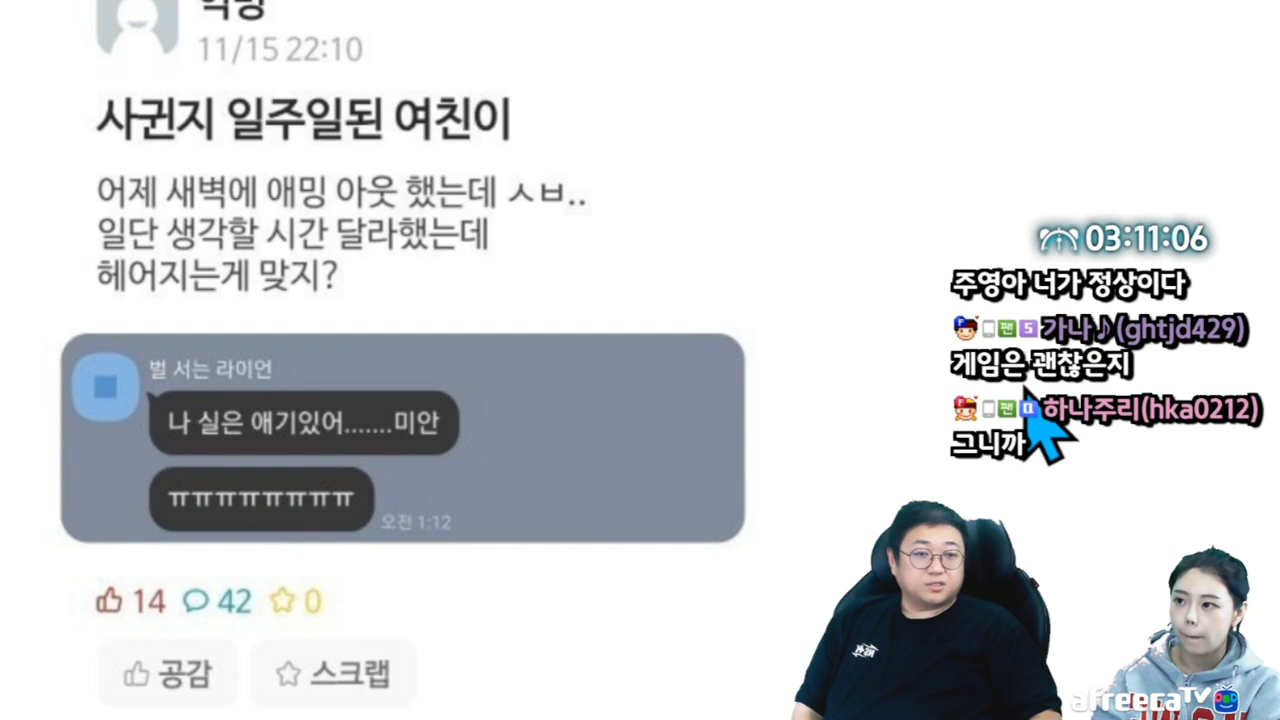 익명
11/15 22:10
사귄지 일주일된 여친이
어제 새벽에 애밍 아웃 했는데 ㅅㅂ..
일단 생각할 시간 달라했는데
헤어지는게 맞지?
벌 서는 라이언
나 실은 얘기있어.......미안
ㅠㅠㅠㅠㅠㅠㅠㅠ
오전 1:12
14 42 0
공감 스크랩
03:11:06
주영아 너가 정상이다
가나♪(ghtjd429)
게임은 괜찮은지
하나주리(hka0212)
그니까
afreecaTV